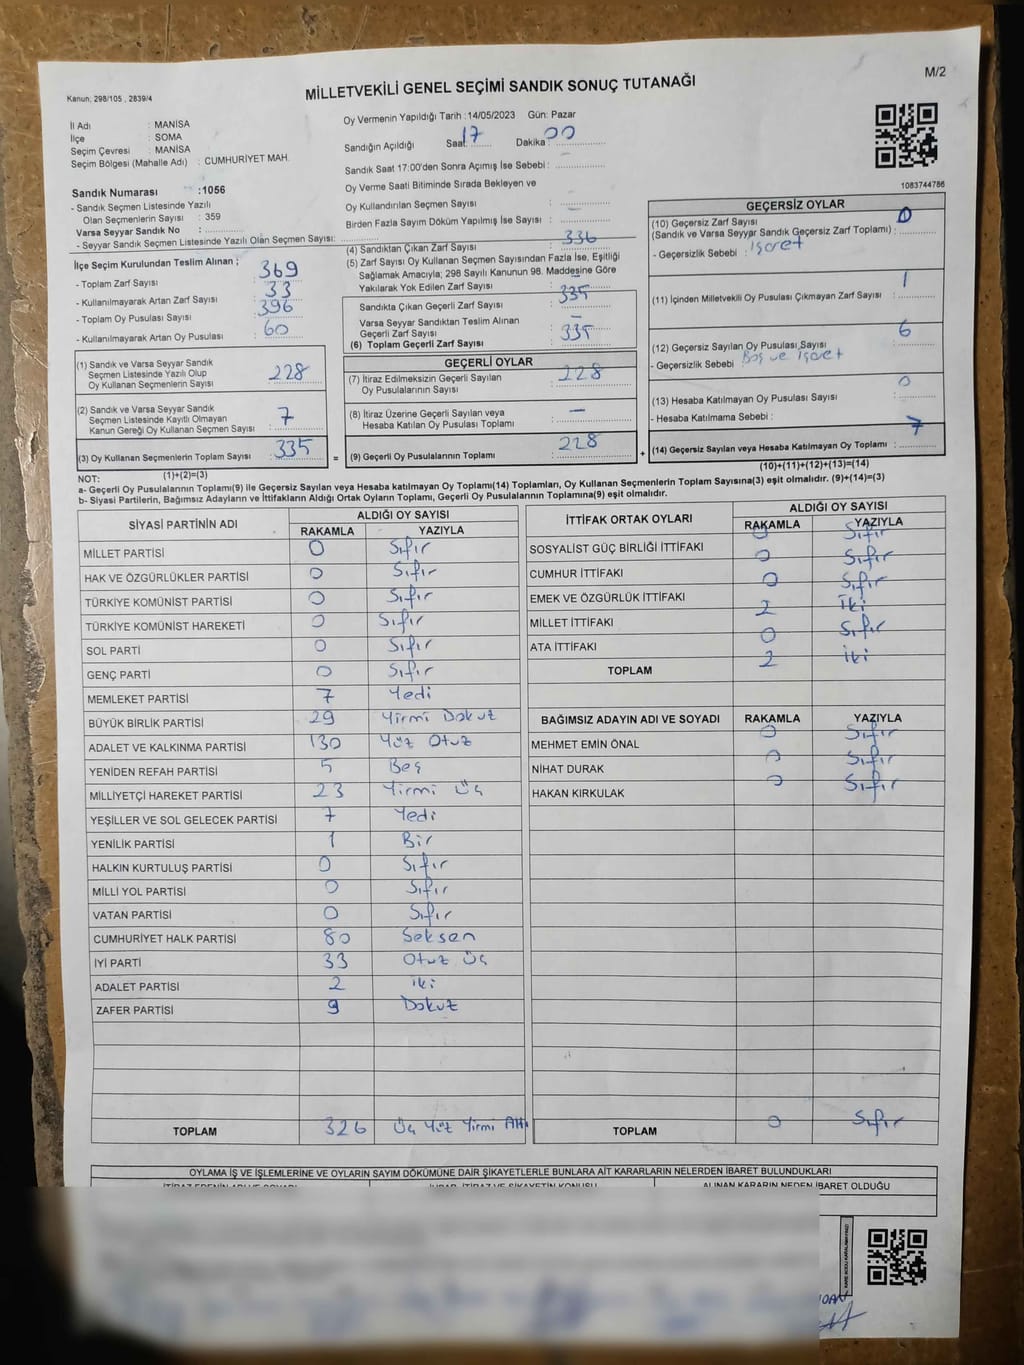 Kanun: 298/105 , 2839/4
MİLLETVEKİLİ GENEL SEÇİMİ SANDIK SONUÇ TUTANAĞI
M/2
İl Adı : MANİSA
İlçe : SOMA
Seçim Çevresi : MANİSA
Seçim Bölgesi (Mahalle Adı) : CUMHURİYET MAH.
Sandık Numarası :1056
- Sandık Seçmen Listesinde Yazılı
Olan Seçmenlerin Sayısı : 359
Varsa Seyyar Sandık No :
- Seyyar Sandık Seçmen Listesinde Yazılı Olan Seçmen Sayısı:
Oy Vermenin Yapıldığı Tarih :14/05/2023 Gün: Pazar
Sandığın Açıldığı Saat 17 Dakika 00
Sandık Saat 17:00'den Sonra Açımış İse Sebebi : –
Oy Verme Saati Bitiminde Sırada Bekleyen ve
Oy Kullandırılan Seçmen Sayısı : –
Birden Fazla Sayım Döküm Yapılmış İse Sayısı : –
1083744786
İlçe Seçim Kurulundan Teslim Alınan ;
- Toplam Zarf Sayısı : 369
- Kullanılmayarak Artan Zarf Sayısı : 33
- Toplam Oy Pusulası Sayısı : 396
- Kullanılmayarak Artan Oy Pusulası : 60
(1) Sandık ve Varsa Seyyar Sandık
Seçmen Listesinde Yazılı Olup
Oy Kullanan Seçmenlerin Sayısı : 228
(2) Sandık ve Varsa Seyyar Sandık
Seçmen Listesinde Kayıtlı Olmayan
Kanun Gereği Oy Kullanan Seçmen Sayısı : 7
(3) Oy Kullanan Seçmenlerin Toplam Sayısı : 335
(4) Sandıktan Çıkan Zarf Sayısı : 336
(5) Zarf Sayısı Oy Kullanan Seçmen Sayısından Fazla İse, Eşitliği
Sağlamak Amacıyla; 298 Sayılı Kanunun 98. Maddesine Göre
Yakılarak Yok Edilen Zarf Sayısı : –
Sandıkta Çıkan Geçerli Zarf Sayısı : 335
Varsa Seyyar Sandıktan Teslim Alınan
Geçerli Zarf Sayısı : –
(6) Toplam Geçerli Zarf Sayısı : 335
GEÇERLİ OYLAR
(7) İtiraz Edilmeksizin Geçerli Sayılan
Oy Pusulalarının Sayısı : 228
(8) İtiraz Üzerine Geçerli Sayılan veya
Hesaba Katılan Oy Pusulası Toplamı : –
= (9) Geçerli Oy Pusulasının Toplamı : 228
GEÇERSİZ OYLAR
(10) Geçersiz Zarf Sayısı
(Sandık ve Varsa Seyyar Sandık Geçersiz Zarf Toplamı) : 0
- Geçersizlik Sebebi : işaret
(11) İçinden Milletvekili Oy Pusulası Çıkmayan Zarf Sayısı : 1
(12) Geçersiz Sayılan Oy Pusulası Sayısı : 6
- Geçersizlik Sebebi : Boş ve işaret
(13) Hesaba Katılmayan Oy Pusulası Sayısı : 0
- Hesaba Katılmama Sebebi :
+ (14) Geçersiz Sayılan veya Hesaba Katılmayan Oy Toplamı : 7
NOT: (1)+(2)=(3)
(10)+(11)+(12)+(13)=(14)
a- Geçerli Oy Pusulalarının Toplamı(9) ile Geçersiz Sayılan veya Hesaba katılmayan Oy Toplamı(14) Toplamları, Oy Kullanan Seçmenlerin Toplam Sayısına(3) eşit olmalıdır. (9)+(14)=(3)
b- Siyasi Partilerin, Bağımsız Adayların ve İttifakların Aldığı Ortak Oyların Toplamı, Geçerli Oy Pusulalarının Toplamına(9) eşit olmalıdır.
SİYASİ PARTİNİN ADI ALDIĞI OY SAYISI
RAKAMLA YAZIYLA
MİLLET PARTİSİ 0 Sıfır
HAK VE ÖZGÜRLÜKLER PARTİSİ 0 Sıfır
TÜRKİYE KOMÜNİST PARTİSİ 0 Sıfır
TÜRKİYE KOMÜNİST HAREKETİ 0 Sıfır
SOL PARTİ 0 Sıfır
GENÇ PARTİ 0 Sıfır
MEMLEKET PARTİSİ 7 Yedi
BÜYÜK BİRLİK PARTİSİ 29 Yirmi Dokuz
ADALET VE KALKINMA PARTİSİ 130 Yüz Otuz
YENİDEN REFAH PARTİSİ 5 Beş
MİLLİYETÇİ HAREKET PARTİSİ 23 Yirmi Üç
YEŞİLLER VE SOL GELECEK PARTİSİ 7 Yedi
YENİLİK PARTİSİ 1 Bir
HALKIN KURTULUŞ PARTİSİ 0 Sıfır
MİLLİ YOL PARTİSİ 0 Sıfır
VATAN PARTİSİ 0 Sıfır
CUMHURİYET HALK PARTİSİ 80 Seksen
İYİ PARTİ 33 Otuz Üç
ADALET PARTİSİ 2 iki
ZAFER PARTİSİ 9 Dokuz
TOPLAM 326 Üç Yüz Yirmi Altı
İTTİFAK ORTAK OYLARI ALDIĞI OY SAYISI
RAKAMLA YAZIYLA
SOSYALİST GÜÇ BİRLİĞİ İTTİFAKI 0 Sıfır
CUMHUR İTTİFAKI 0 Sıfır
EMEK VE ÖZGÜRLÜK İTTİFAKI 0 Sıfır
MİLLET İTTİFAKI 2 iki
ATA İTTİFAKI 0 Sıfır
TOPLAM 2 iki
BAĞIMSIZ ADAYIN ADI VE SOYADI RAKAMLA YAZIYLA
MEHMET EMİN ÖNAL 0 Sıfır
NİHAT DURAK 0 Sıfır
HAKAN KIRKULAK 0 Sıfır
TOPLAM 0 Sıfır
OYLAMA İŞ VE İŞLEMLERİNE VE OYLARIN SAYIM DÖKÜMÜNE DAİR ŞİKAYETLERLE BUNLARA AİT KARARLARIN NELERDEN İBARET BULUNDUKLARI
İTİRAZ EDENİN ADI VE SOYADI İHBAR, İTİRAZ VE ŞİKAYETİN KONUSU ALINAN KARARIN NEDEN İBARET OLDUĞU